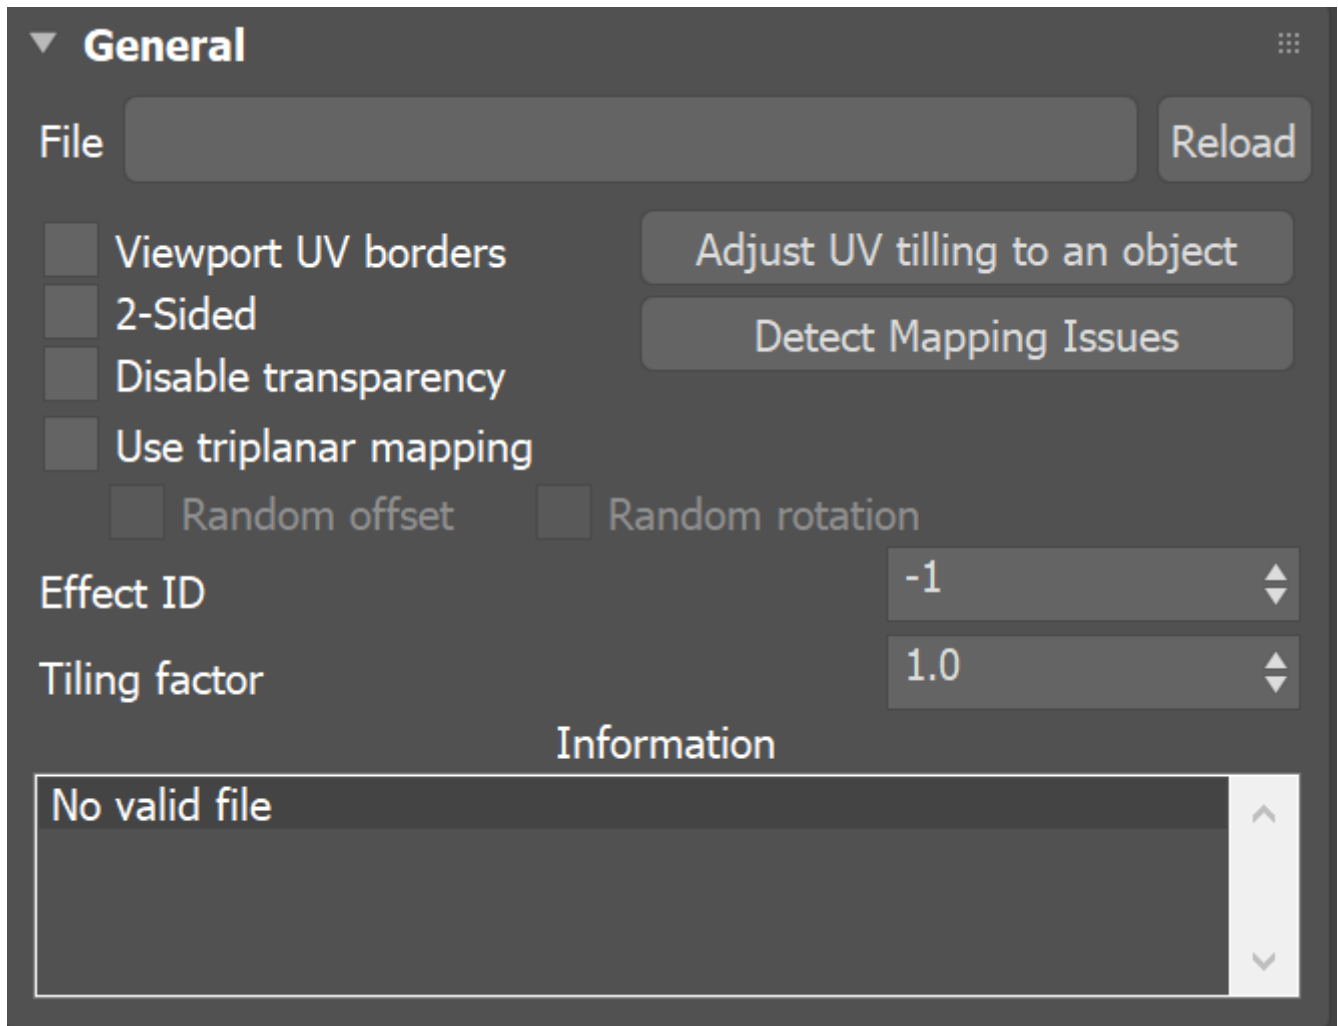 General
File Reload
Viewport UV borders Adjust UV tilling to an object
2-Sided
Detect Mapping Issues
Disable transparency
Use triplanar mapping
Random offset Random rotation
Effect ID -1
Tiling factor 1.0
Information
No valid file